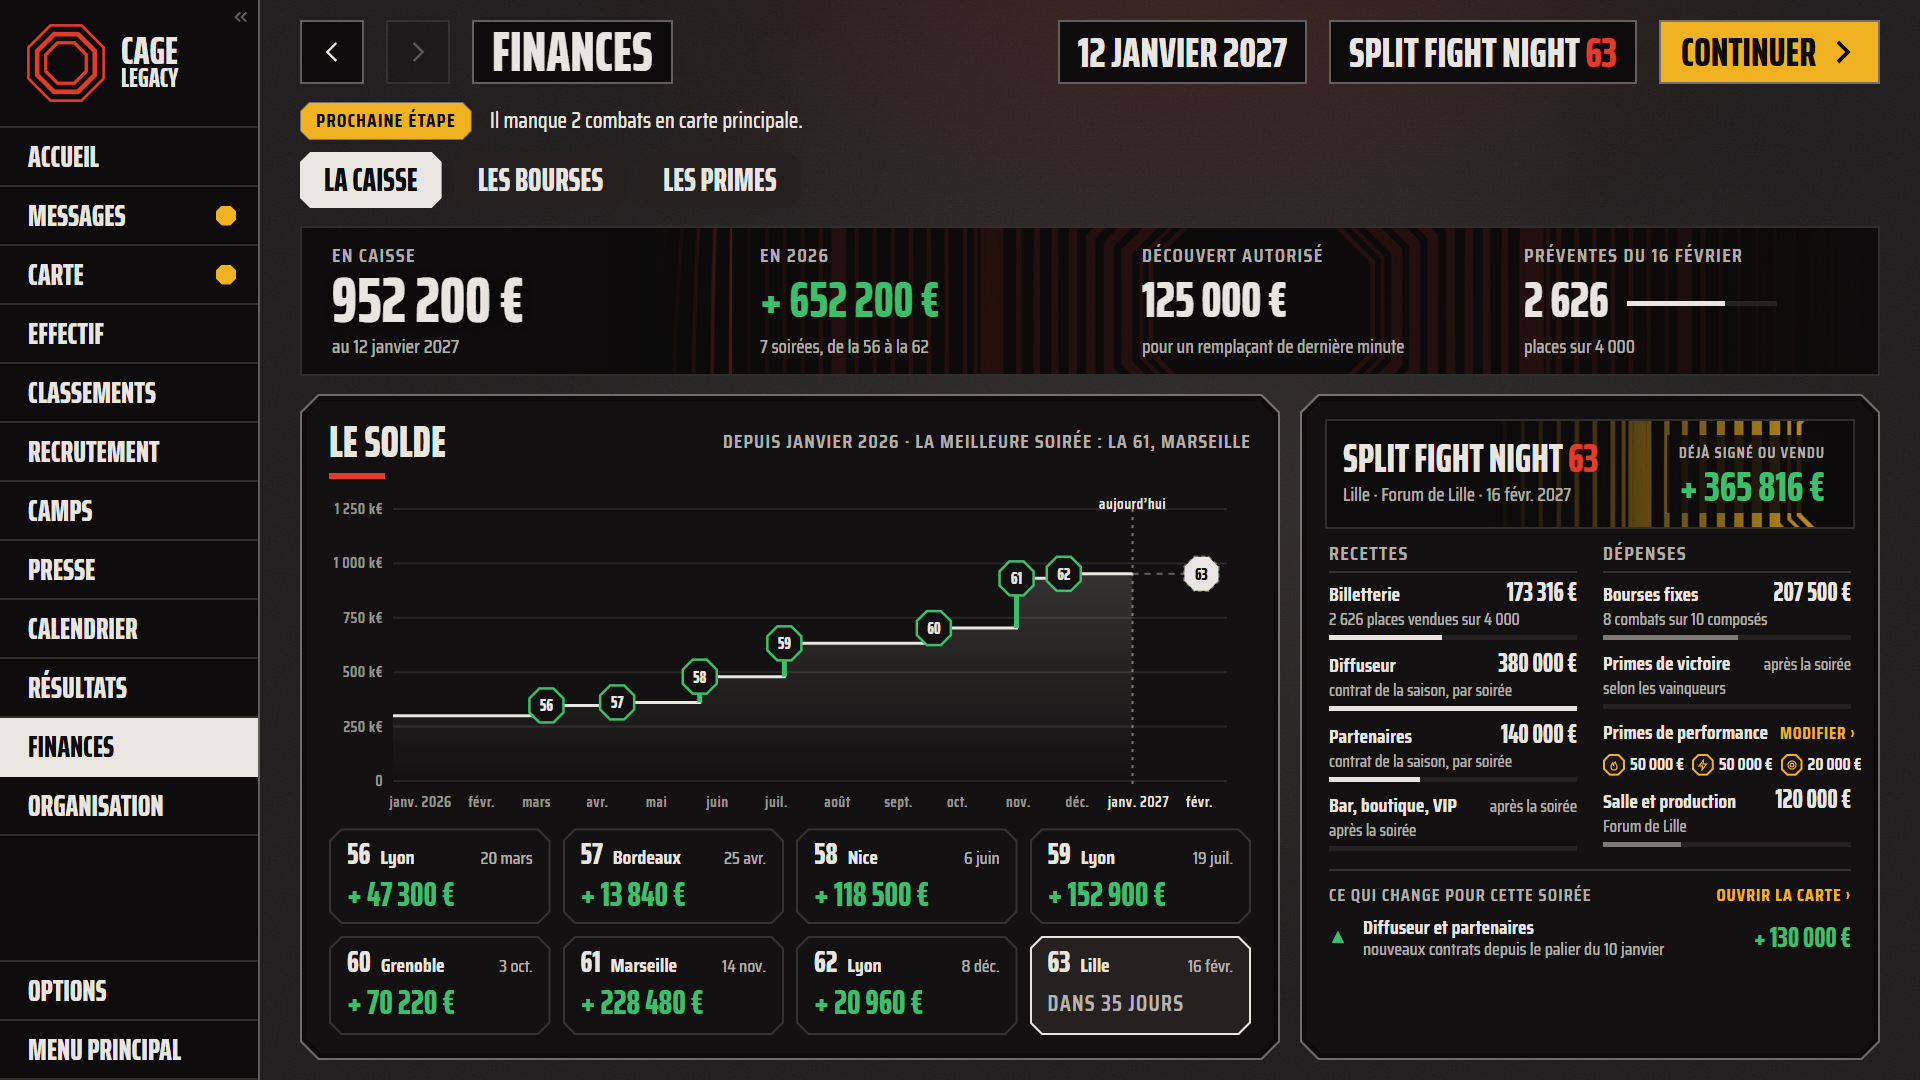 «
CAGE
LEGACY
FINANCES
12 JANVIER 2027
SPLIT FIGHT NIGHT 63
CONTINUER
PROCHAINE ÉTAPE
Il manque 2 combats en carte principale.
LA CAISSE
LES BOURSES
LES PRIMES
ACCUEIL
MESSAGES
CARTE
EFFECTIF
CLASSEMENTS
RECRUTEMENT
CAMPS
PRESSE
CALENDRIER
RÉSULTATS
FINANCES
ORGANISATION
OPTIONS
MENU PRINCIPAL
EN CAISSE
952 200 €
au 12 janvier 2027
EN 2026
+ 652 200 €
7 soirées, de la 56 à la 62
DÉCOUVERT AUTORISÉ
125 000 €
pour un remplaçant de dernière minute
PRÉVENTES DU 16 FÉVRIER
2 626
places sur 4 000
LE SOLDE
DEPUIS JANVIER 2026 · LA MEILLEURE SOIRÉE : LA 61, MARSEILLE
aujourd'hui
1 250 k€
1 000 k€
750 k€
500 k€
250 k€
0
56
57
58
59
60
61
62
63
janv. 2026 févr. mars avr. mai juin juil. août sept. oct. nov. déc. janv. 2027 févr.
56 Lyon 20 mars
+ 47 300 €
57 Bordeaux 25 avr.
+ 13 840 €
58 Nice 6 juin
+ 118 500 €
59 Lyon 19 juil.
+ 152 900 €
60 Grenoble 3 oct.
+ 70 220 €
61 Marseille 14 nov.
+ 228 480 €
62 Lyon 8 déc.
+ 20 960 €
63 Lille 16 févr.
DANS 35 JOURS
SPLIT FIGHT NIGHT 63
Lille · Forum de Lille · 16 févr. 2027
DÉJÀ SIGNÉ OU VENDU
+ 365 816 €
RECETTES
Billetterie 173 316 €
2 626 places vendues sur 4 000
Diffuseur 380 000 €
contrat de la saison, par soirée
Partenaires 140 000 €
contrat de la saison, par soirée
Bar, boutique, VIP après la soirée
après la soirée
DÉPENSES
Bourses fixes 207 500 €
8 combats sur 10 composés
Primes de victoire après la soirée
selon les vainqueurs
Primes de performance MODIFIER ›
50 000 € 50 000 € 20 000 €
Salle et production 120 000 €
Forum de Lille
CE QUI CHANGE POUR CETTE SOIRÉE OUVRIR LA CARTE ›
Diffuseur et partenaires
nouveaux contrats depuis le palier du 10 janvier
+ 130 000 €